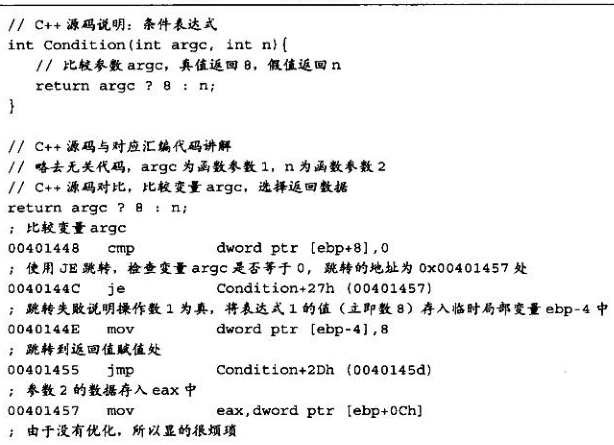 // C++ 源码说明：条件表达式
int Condition(int argc, int n){
// 比较参数 argc，真值返回 8，假值返回 n
return argc ? 8 : n;
}
// C++ 源码与对应汇编代码讲解
// 略去无关代码，argc 为函数参数 1，n 为函数参数 2
// C++ 源码对比，比较变量 argc，选择返回数据
return argc ? 8 : n;
; 比较变量 argc
00401448 cmp dword ptr [ebp+8],0
; 使用 JE 跳转，检查变量 argc 是否等于 0，跳转的地址为 0x00401457 处
0040144C je Condition+27h (00401457)
; 跳转失败说明操作数 1 为真，将表达式 1 的值（立即数 8）存入临时局部变量 ebp-4 中
0040144E mov dword ptr [ebp-4],8
; 跳转到返回值赋值处
00401455 jmp Condition+2Dh (0040145d)
; 参数 2 的数据存入 eax 中
00401457 mov eax,dword ptr [ebp+0Ch]
; 由于没有优化，所以显的很烦琐